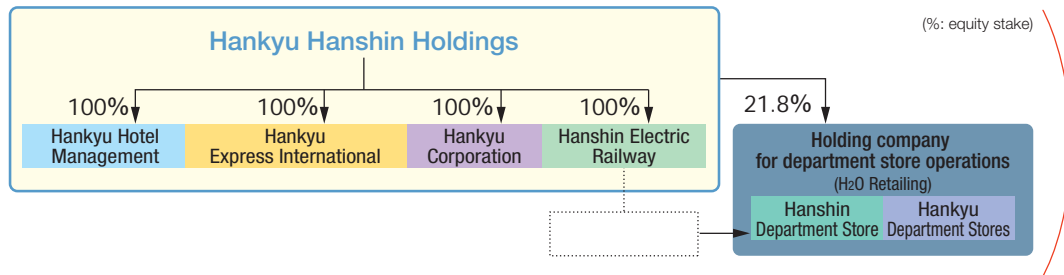 (%: equity stake)
Hankyu Hanshin Holdings
100%
100%
100%
100%
21.8%
Hankyu Hotel
Management
Hankyu
Express International
Hankyu
Corporation
Hanshin Electric
Railway
Holding company
for department store operations
(H2O Retailing)
Hanshin
Department Store
Hankyu
Department Stores